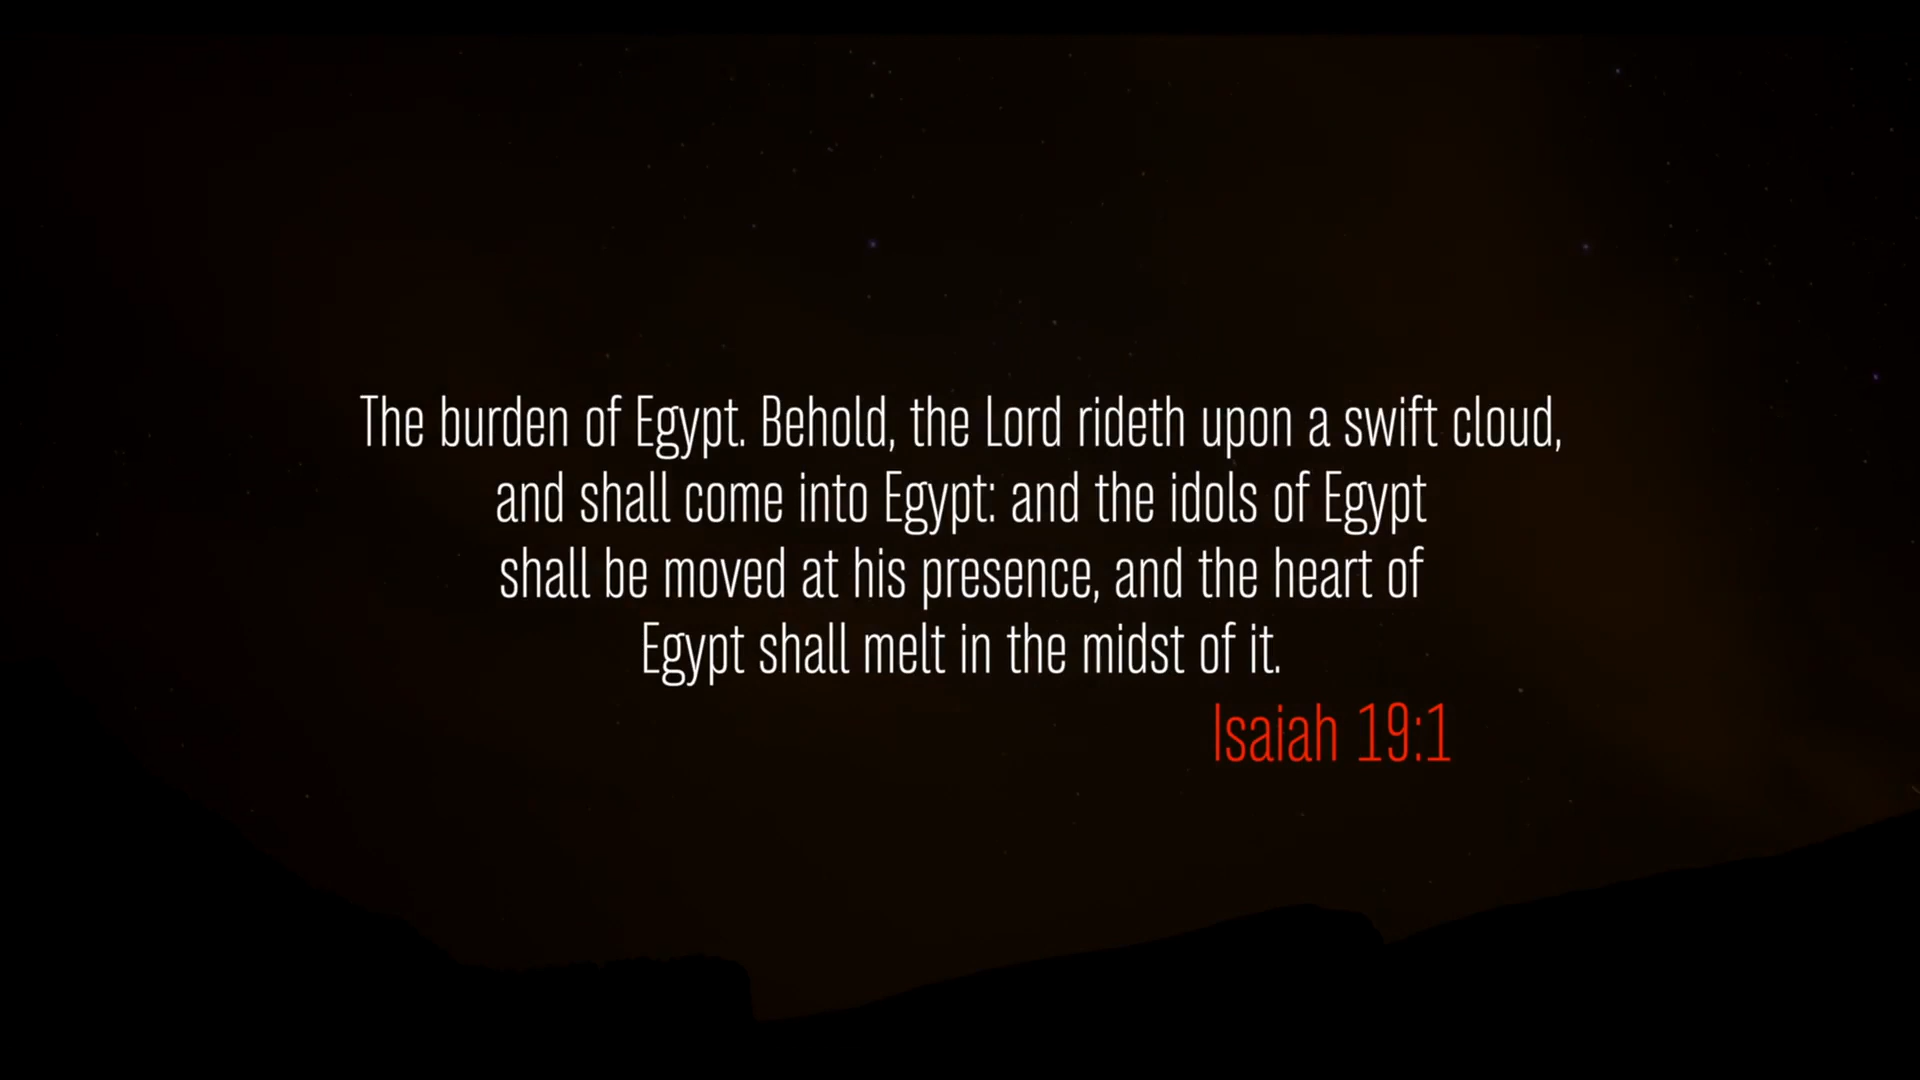 The burden of Egypt. Behold, the Lord rideth upon a swift cloud,
and shall come into Egypt: and the idols of Egypt
shall be moved at his presence, and the heart of
Egypt shall melt in the midst of it.
Isaiah 19:1